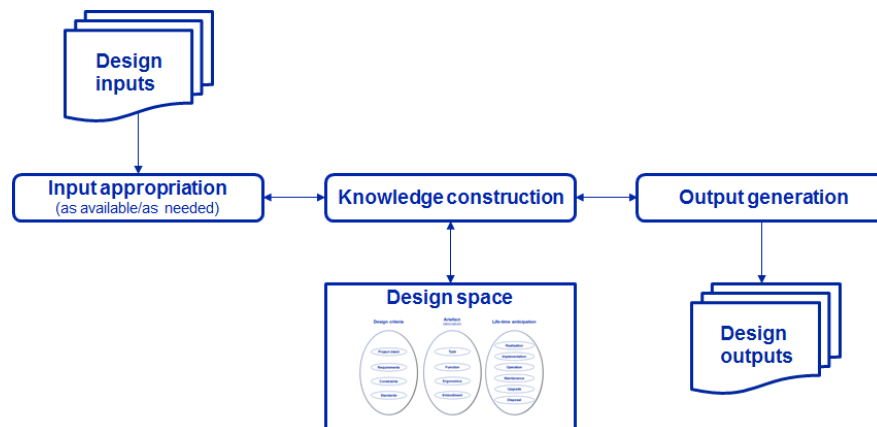 Design
inputs
Input appropriation
(as available/as needed)
Knowledge construction
Output generation
Design space
Design criteria
Artefact
Life-time anticipation
Project brief
Requirements
Constraints
Standards
Type
Function
Ergonomics
Embodiment
Realisation
Implementation
Operation
Maintenance
Upgrade
Disposal
Design
outputs